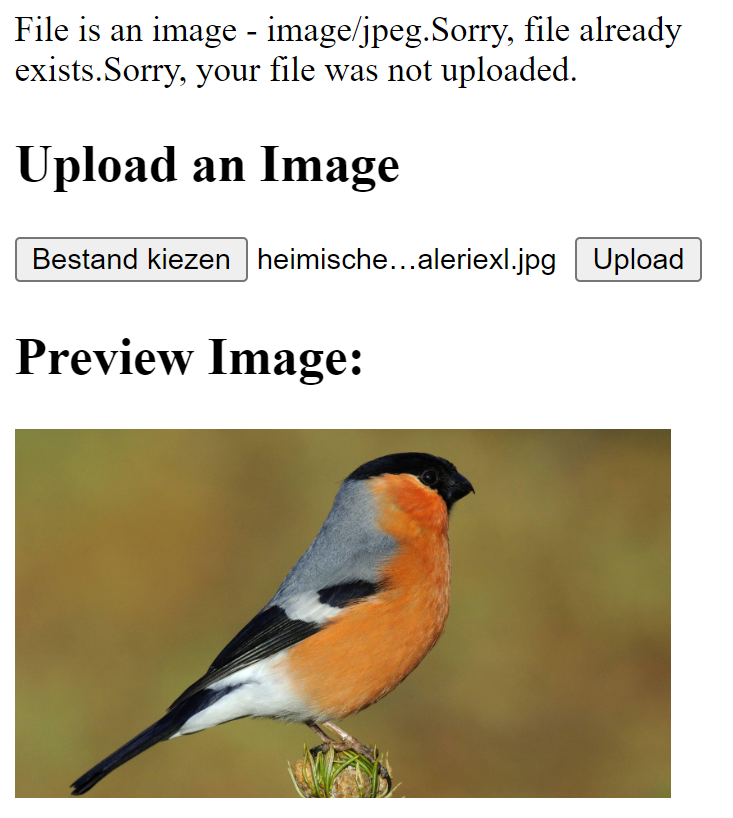 File is an image - image/jpeg.Sorry, file already
exists.Sorry, your file was not uploaded.
Upload an Image
Bestand kiezen heimische…aleriexl.jpg Upload
Preview Image: